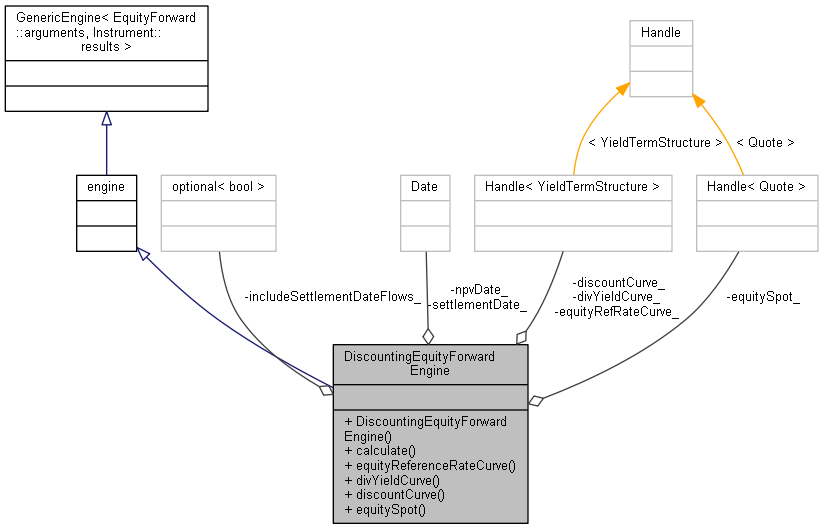 GenericEngine< EquityForward
::arguments, Instrument::
results >
Handle
< YieldTermStructure >
< Quote >
engine
optional< bool >
Date
Handle< YieldTermStructure >
Handle< Quote >
-includeSettlementDateFlows_
-npvDate_
-settlementDate_
-discountCurve_
-divYieldCurve_
-equityRefRateCurve_
-equitySpot_
DiscountingEquityForward
Engine
+ DiscountingEquityForward
Engine()
+ calculate()
+ equityReferenceRateCurve()
+ divYieldCurve()
+ discountCurve()
+ equitySpot()